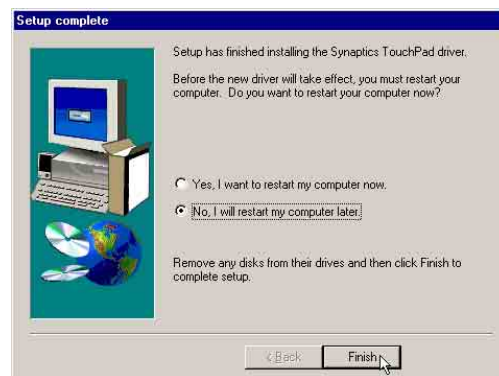 Setup complete
Setup has finished installing the Synaptics TouchPad driver.
Before the new driver will take effect, you must restart your
computer. Do you want to restart your computer now?
Yes, I want to restart my computer now.
No, I will restart my computer later.
Remove any disks from their drives and then click Finish to
complete setup.
< Back Finish